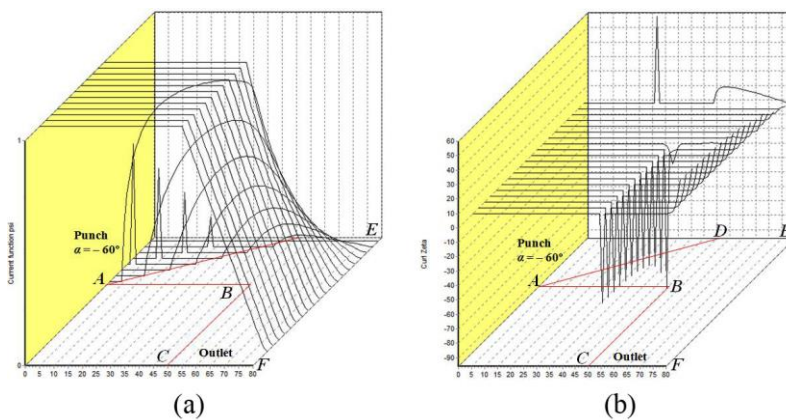 1
Current function psi
0
Punch
α = – 60°
A
B
C
E
F
Outlet
0 5 10 15 20 25 30 35 40 45 50 55 60 65 70 75 80
(a)
60
50
40
30
20
10
0
-10
-20
-30
-40
-50
-60
-70
-80
-90
Curl Zeta
Punch
α = – 60°
A
D
B
C
F
Outlet
0 5 10 15 20 25 30 35 40 45 50 55 60 65 70 75 80
(b)